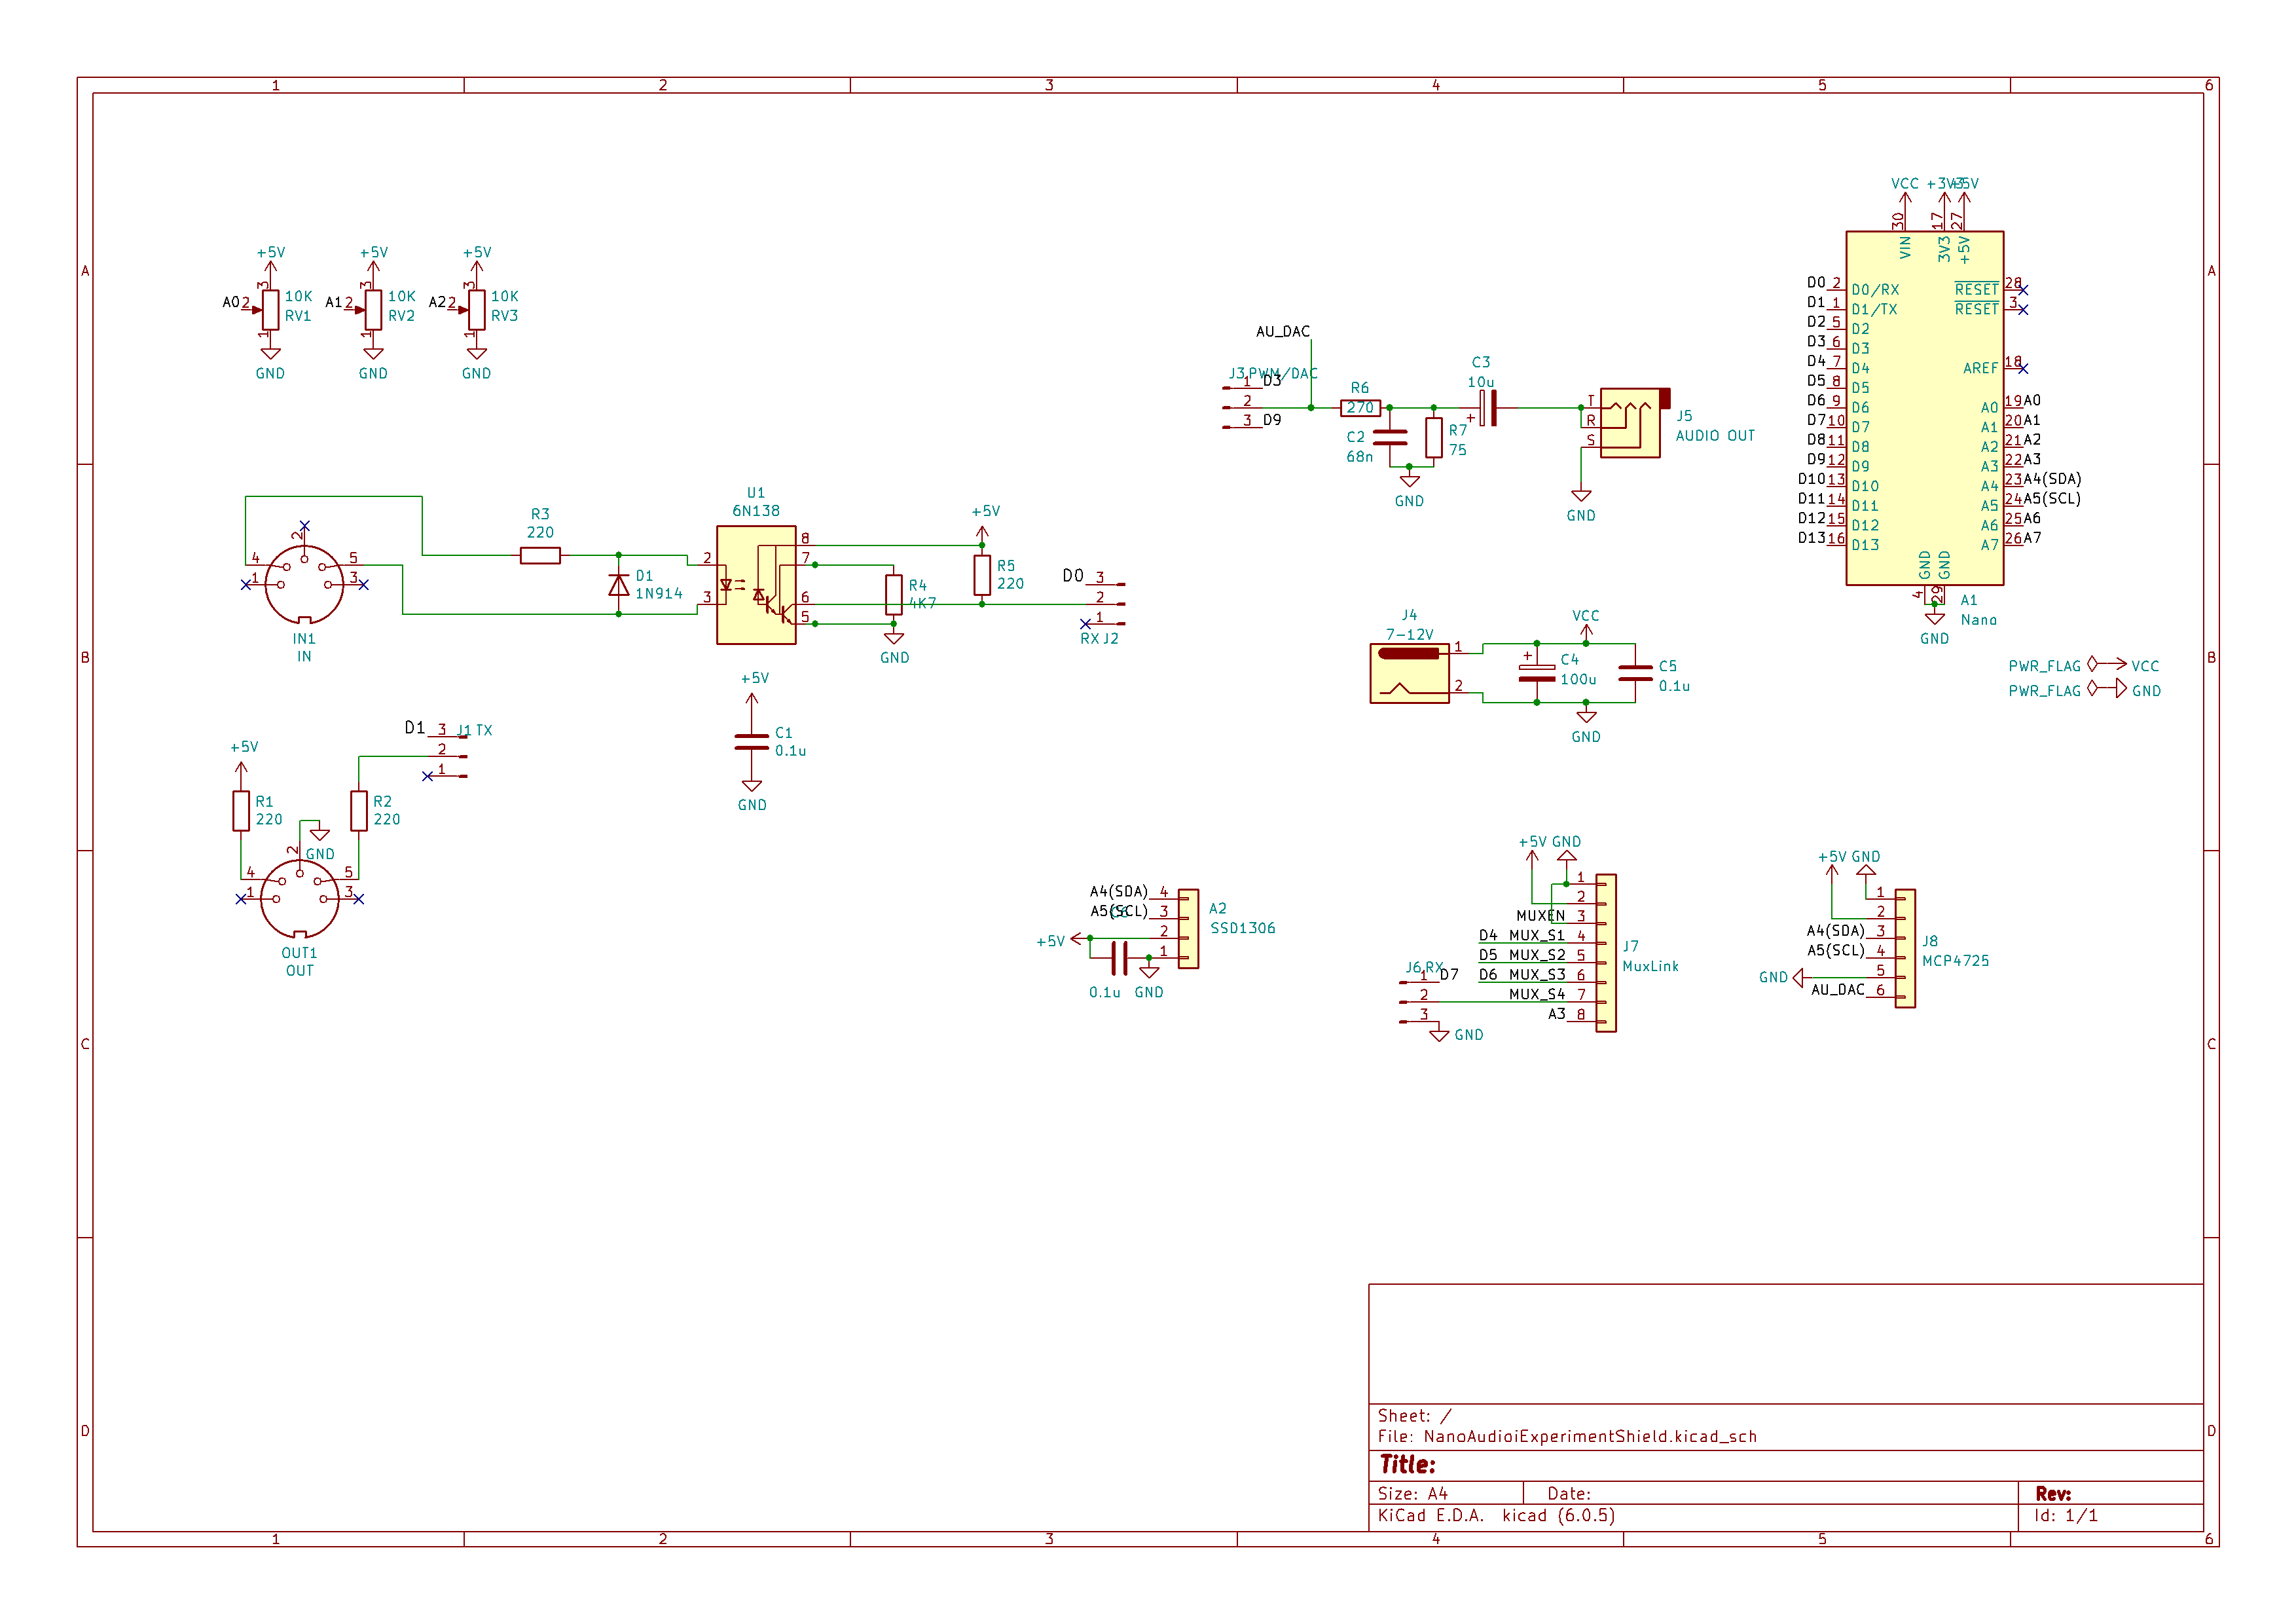 1 2 3 4 5 6
A
B
C
D
A
B
C
D
+5V
3
A0 2
10K
RV1
1
GND
+5V
3
A1 2
10K
RV2
1
GND
+5V
3
A2 2
10K
RV3
1
GND
4 5
1 2 3
IN1
IN
R3
220
D1
1N914
U1
6N138
2
3
8
7
6
5
R4
4K7
GND
+5V
R5
220
D0 3
2
1
RX J2
+5V
C1
0.1u
GND
D1 3 J1 TX
2
1
+5V
R1
220
R2
220
GND
4 5
1 2 3
OUT1
OUT
AU_DAC
J3 PWM/DAC
1 D3
2
3 D9
R6
270
C2
68n
R7
75
GND
C3
10u
+
T
R
S
J5
AUDIO OUT
GND
J4
7-12V
1
2
VCC
+
C4
100u
C5
0.1u
GND
VCC +3V3 +5V
30 17 27
VIN 3V3 +5V
D0 2 D0/RX
D1 1 D1/TX
D2 5 D2
D3 6 D3
D4 7 D4
D5 8 D5
D6 9 D6
D7 10 D7
D8 11 D8
D9 12 D9
D10 13 D10
D11 14 D11
D12 15 D12
D13 16 D13
RESET 28
RESET 3
AREF 18
A0 19 A0
A1 20 A1
A2 21 A2
A3 22 A3
A4 23 A4(SDA)
A5 24 A5(SCL)
A6 25 A6
A7 26 A7
GND GND
4 29
A1
Nano
GND
PWR_FLAG VCC
PWR_FLAG GND
A4(SDA) 4
A5(SCL) 3
+5V 2
1
A2
SSD1306
0.1u GND
+5V GND
1
2
MUXEN 3
D4 MUX_S1 4
D5 MUX_S2 5
D6 MUX_S3 6
MUX_S4 7
A3 8
J7
MuxLink
J6 RX
1 D7
2
3
GND
+5V GND
1
2
A4(SDA) 3
A5(SCL) 4
GND 5
AU_DAC 6
J8
MCP4725
Sheet: /
File: NanoAudioiExperimentShield.kicad_sch
Title:
Size: A4 Date: Rev:
KiCad E.D.A. kicad (6.0.5) Id: 1/1
1 2 3 4 5 6